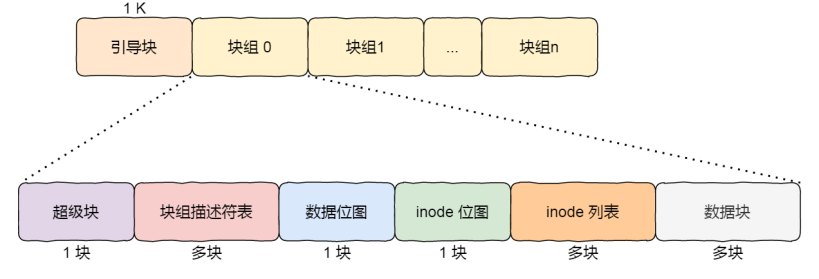 1 K
引导块
块组 0
块组1
...
块组n
超级块
块组描述符表
数据位图
inode 位图
inode 列表
数据块
1 块
多块
1 块
1 块
多块
多块